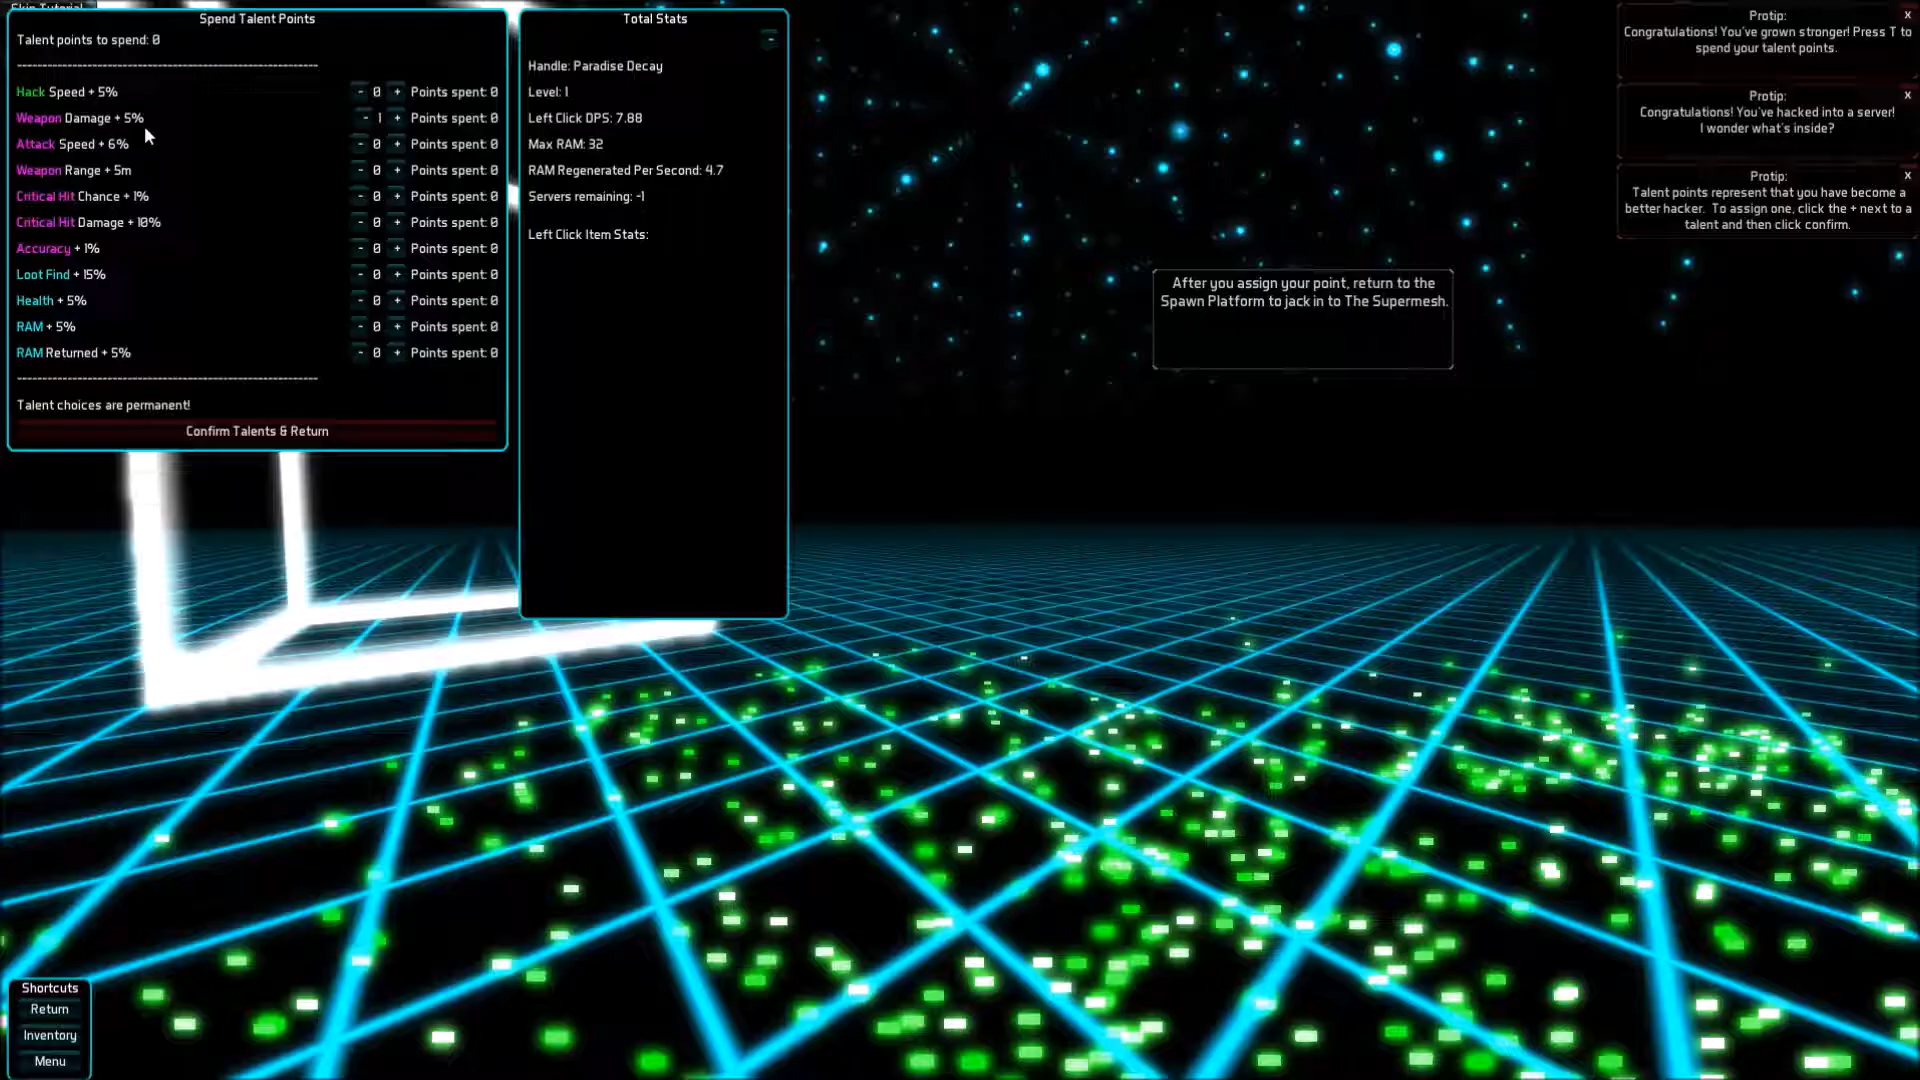 Skip Tutorial
Spend Talent Points
Talent points to spend: 0
Hack Speed + 5% - 0 + Points spent: 0
Weapon Damage + 5% - 1 + Points spent: 0
Attack Speed + 6% - 0 + Points spent: 0
Weapon Range + 5m - 0 + Points spent: 0
Critical Hit Chance + 1% - 0 + Points spent: 0
Critical Hit Damage + 10% - 0 + Points spent: 0
Accuracy + 1% - 0 + Points spent: 0
Loot Find + 15% - 0 + Points spent: 0
Health + 5% - 0 + Points spent: 0
RAM + 5% - 0 + Points spent: 0
RAM Returned + 5% - 0 + Points spent: 0
Talent choices are permanent!
Confirm Talents & Return
Total Stats
-
Handle: Paradise Decay
Level: 1
Left Click DPS: 7.88
Max RAM: 32
RAM Regenerated Per Second: 4.7
Servers remaining: -1
Left Click Item Stats:
After you assign your point, return to the
Spawn Platform to jack in to The Supermesh.
Protip: x
Congratulations! You've grown stronger! Press T to
spend your talent points.
Protip: x
Congratulations! You've hacked into a server!
I wonder what's inside?
Protip: x
Talent points represent that you have become a
better hacker. To assign one, click the + next to a
talent and then click confirm.
Shortcuts
Return
Inventory
Menu